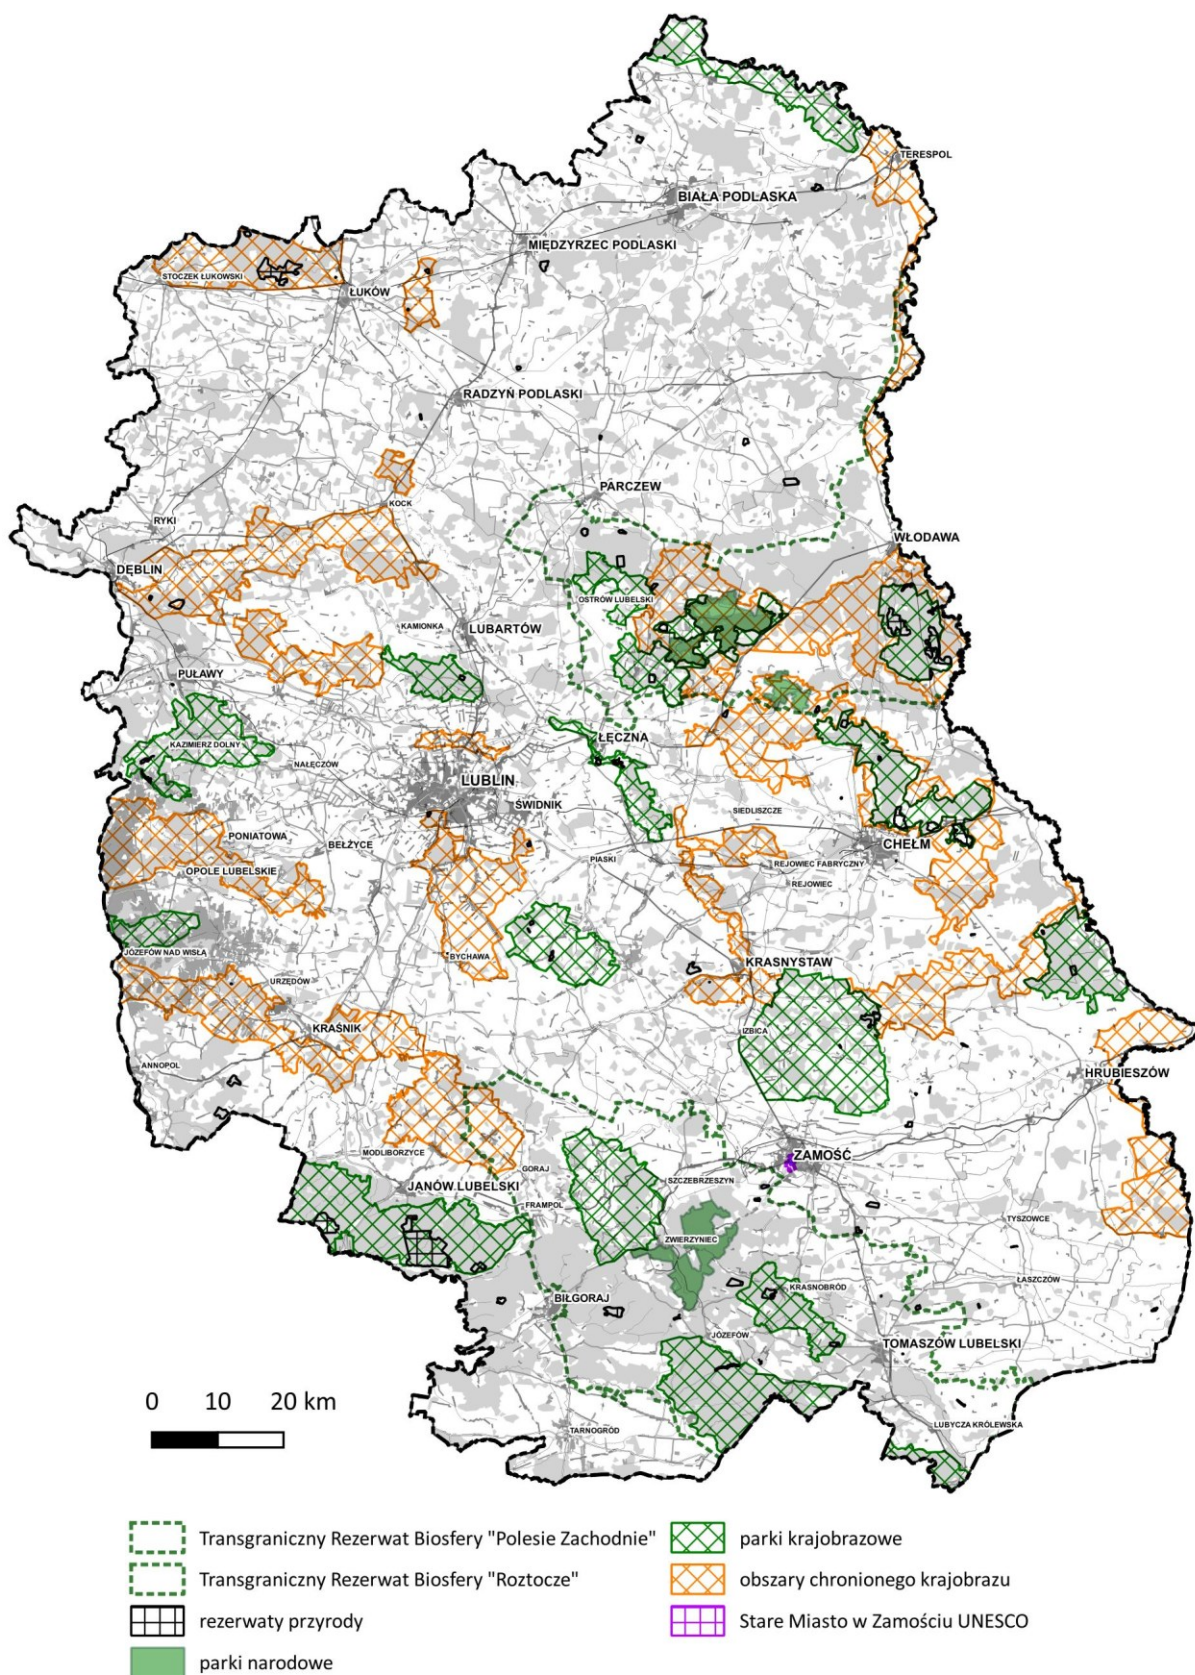 TERESPOL
BIAŁA PODLASKA
MIĘDZYRZEC PODLASKI
STOCZEK ŁUKOWSKI
ŁUKÓW
RADZYŃ PODLASKI
PARCZEW
KOCK
RYKI
WŁODAWA
DĘBLIN
OSTRÓW LUBELSKI
KAMIONKA
LUBARTÓW
PUŁAWY
KAZIMIERZ DOLNY
ŁĘCZNA
NAŁĘCZÓW
LUBLIN
ŚWIDNIK
SIEDLISZCZE
PONIATOWA
BEŁŻYCE
CHEŁM
PIASKI
REJOWIEC FABRYCZNY
OPOLE LUBELSKIE
REJOWIEC
JÓZEFÓW NAD WISŁĄ
BYCHAWA
KRASNYSTAW
URZĘDÓW
KRAŚNIK
IZBICA
ANNOPOL
HRUBIESZÓW
MODLIBORZYCE
ZAMOŚĆ
GORAJ
SZCZEBRZESZYN
JANÓW LUBELSKI
FRAMPOL
TYSZOWCE
ZWIERZYNIEC
ŁASZCZÓW
KRASNOBRÓD
BIŁGORAJ
JÓZEFÓW
TOMASZÓW LUBELSKI
LUBYCZA KRÓLEWSKA
TARNOGRÓD
0 10 20 km
Transgraniczny Rezerwat Biosfery "Polesie Zachodnie"
Transgraniczny Rezerwat Biosfery "Roztocze"
rezerwaty przyrody
parki narodowe
parki krajobrazowe
obszary chronionego krajobrazu
Stare Miasto w Zamościu UNESCO